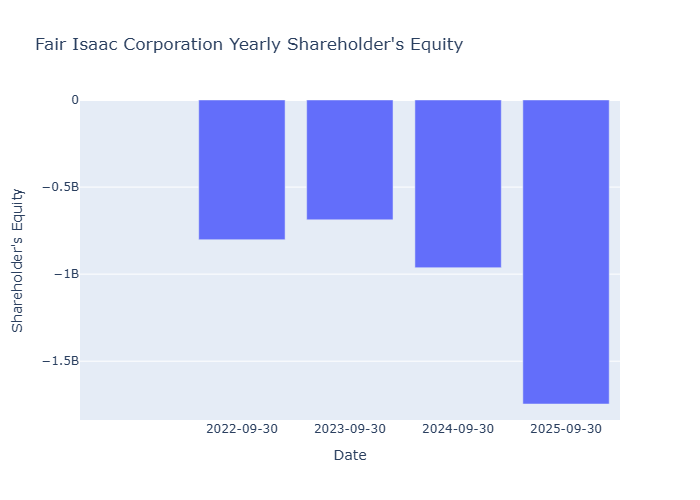 Fair Isaac Corporation Yearly Shareholder's Equity
Shareholder's Equity
0
−0.5B
−1B
−1.5B
2022-09-30
2023-09-30
2024-09-30
2025-09-30
Date